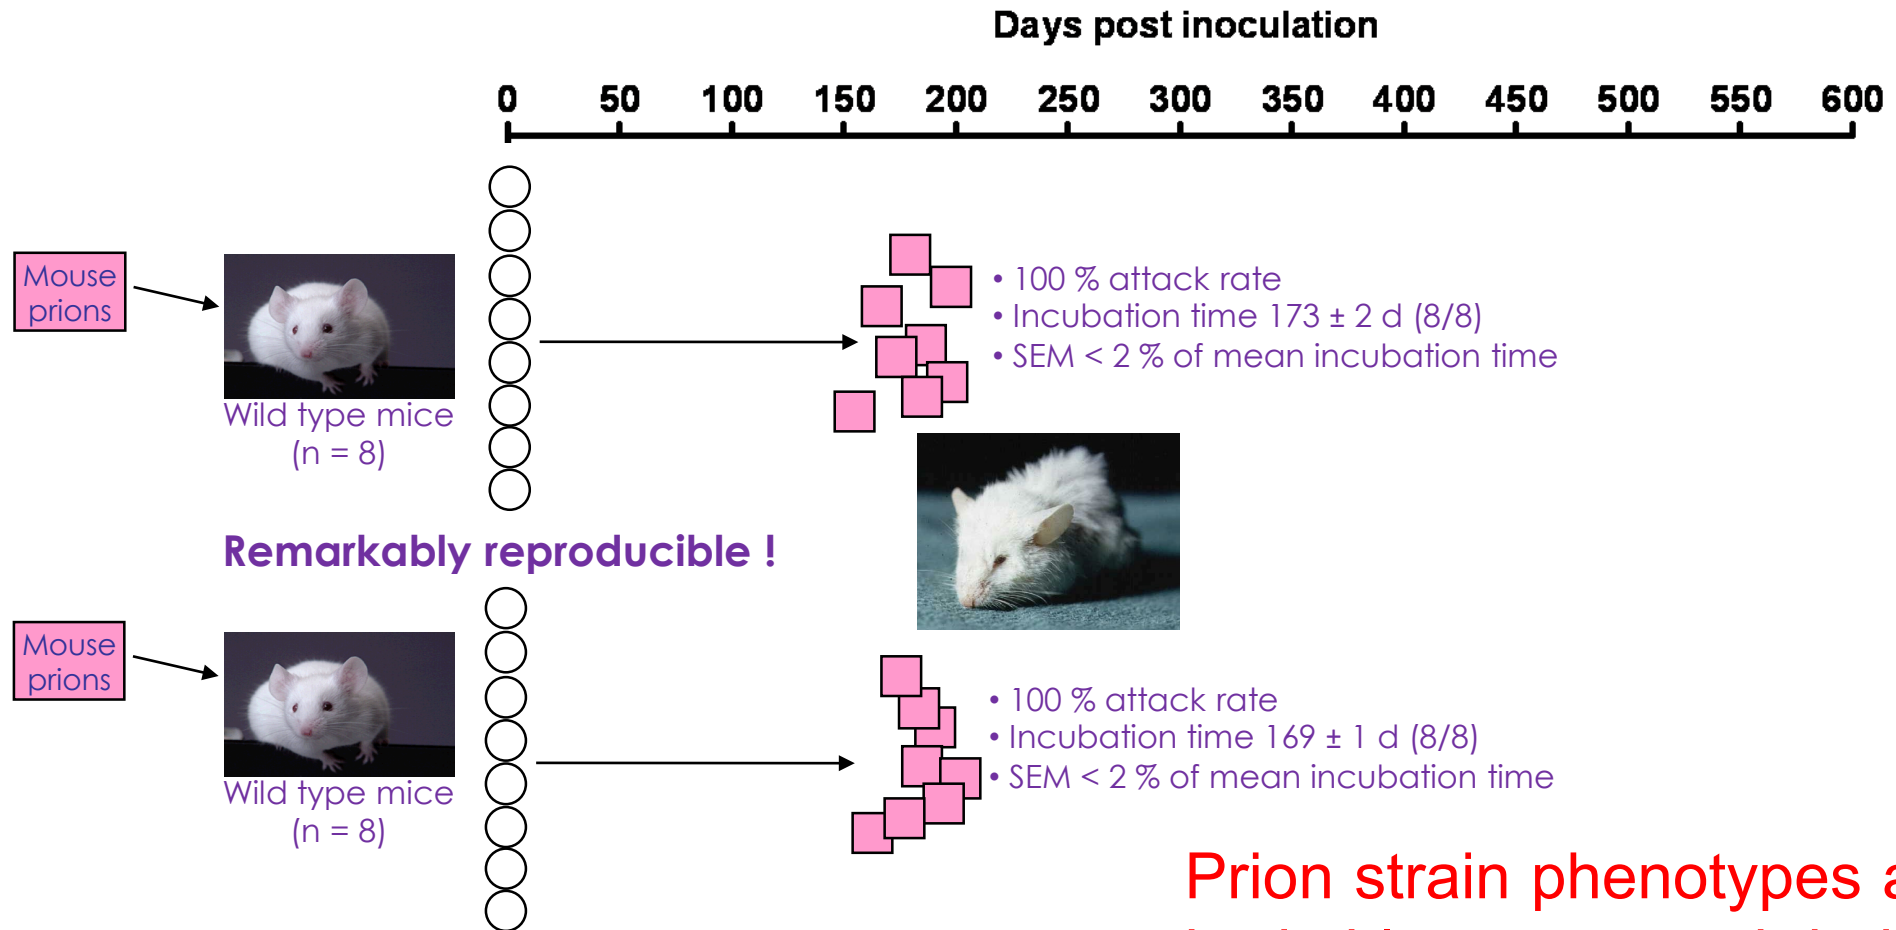 Days post inoculation
0 50 100 150 200 250 300 350 400 450 500 550 600
Mouse
prions
Wild type mice
(n = 8)
• 100 % attack rate
• Incubation time 173 ± 2 d (8/8)
• SEM < 2 % of mean incubation time
Remarkably reproducible !
Mouse
prions
Wild type mice
(n = 8)
• 100 % attack rate
• Incubation time 169 ± 1 d (8/8)
• SEM < 2 % of mean incubation time
Prion strain phenotypes